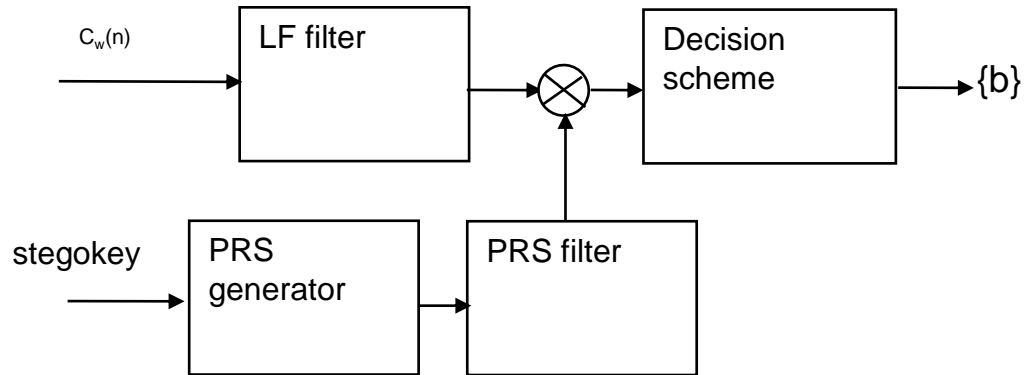 C_w(n)
LF filter
Decision
scheme
{b}
stegokey
PRS
generator
PRS filter